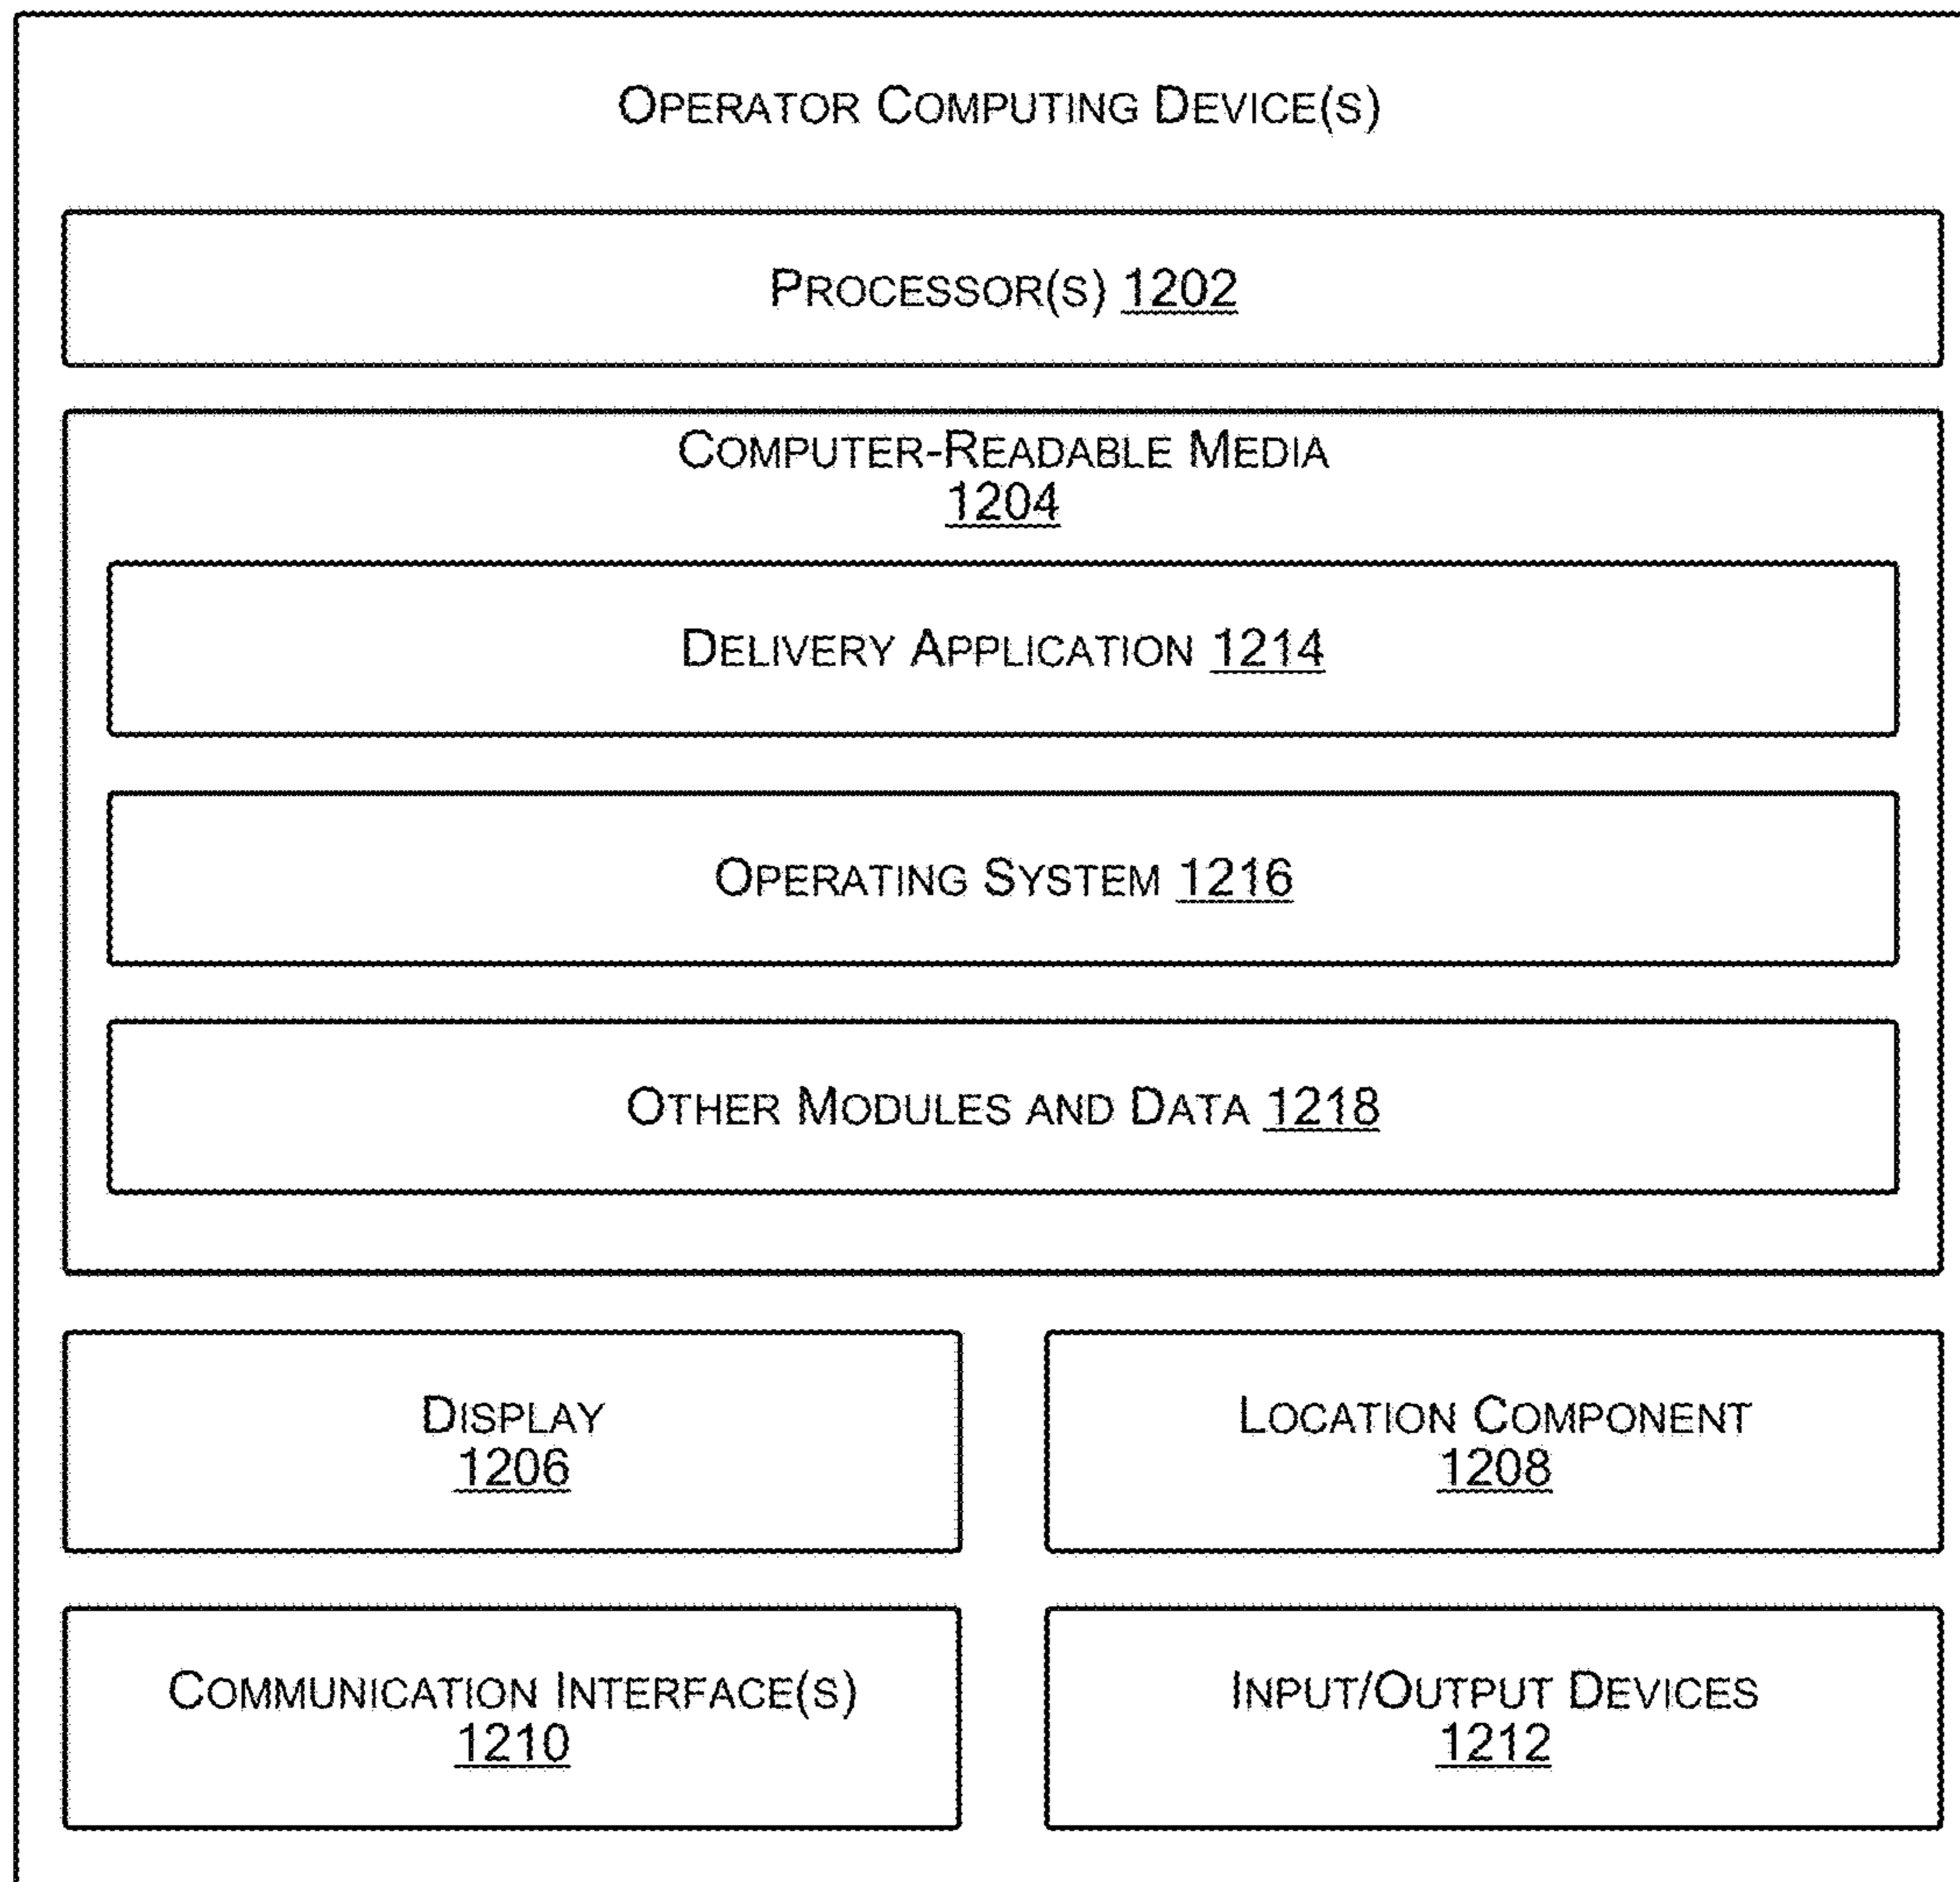 OPERATOR COMPUTING DEVICE(S)
PROCESSOR(S) 1202
COMPUTER-READABLE MEDIA
1204
DELIVERY APPLICATION 1214
OPERATING SYSTEM 1216
OTHER MODULES AND DATA 1218
DISPLAY
1206
LOCATION COMPONENT
1208
COMMUNICATION INTERFACE(S)
1210
INPUT/OUTPUT DEVICES
1212